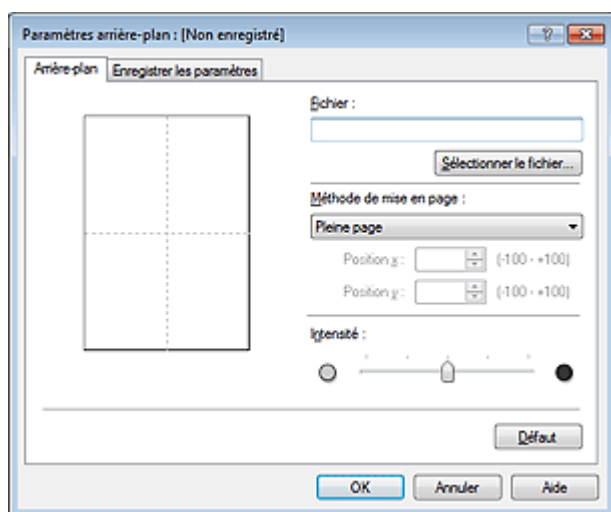 Paramètres arrière-plan : [Non enregistré]
Arrière-plan Enregistrer les paramètres
Fichier :
Sélectionner le fichier...
Méthode de mise en page :
Pleine page
Position x : (-100 - +100)
Position y : (-100 - +100)
Intensité :
Défaut
OK Annuler Aide